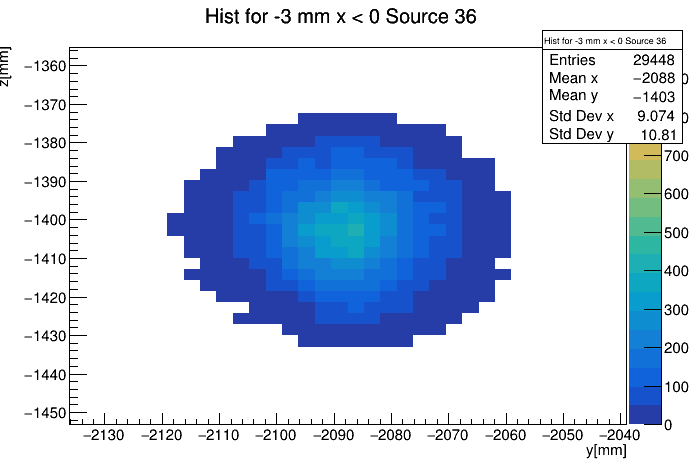 Hist for -3 mm x < 0 Source 36
Hist for -3 mm x < 0 Source 36
Entries 29448
Mean x −2088
Mean y −1403
Std Dev x 9.074
Std Dev y 10.81
z[mm]
−1360
−1370
−1380
−1390
−1400
−1410
−1420
−1430
−1440
−1450
−2130 −2120 −2110 −2100 −2090 −2080 −2070 −2060 −2050 −2040
y[mm]
0
0
700
600
500
400
300
200
100
0